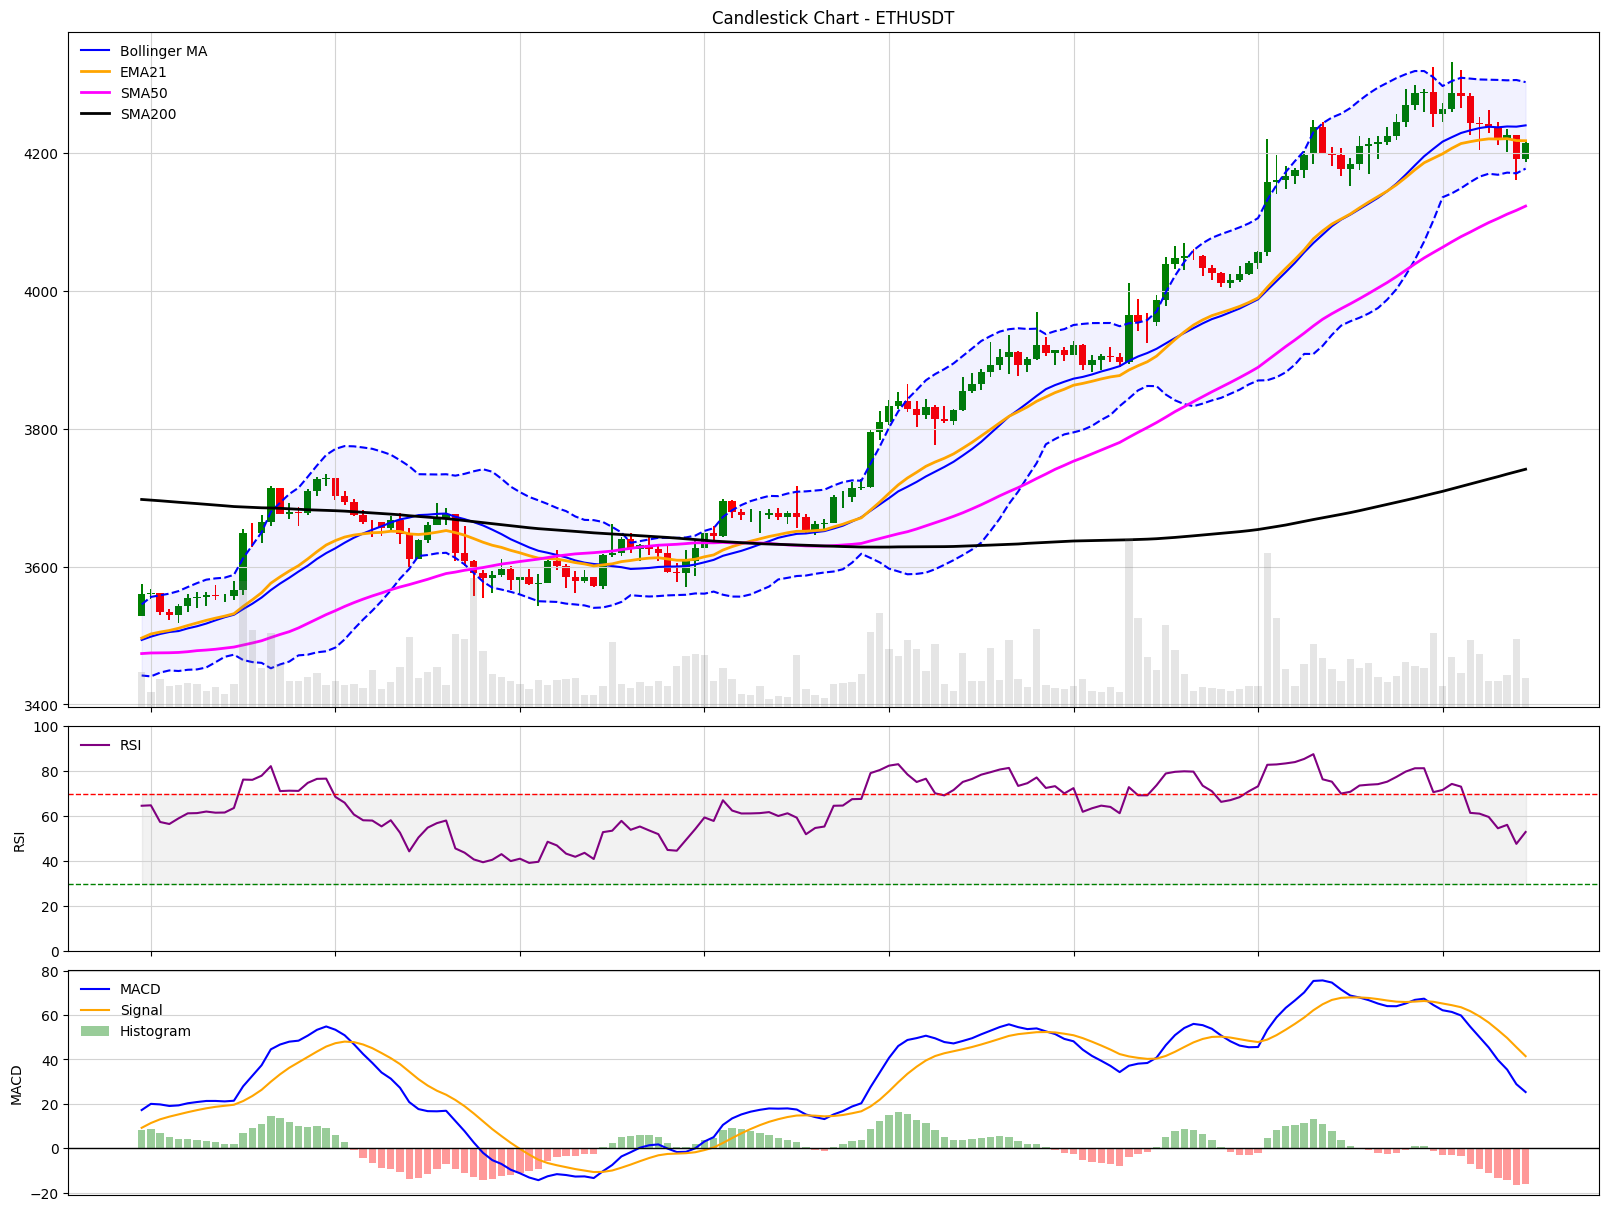 Candlestick Chart - ETHUSDT
Bollinger MA
EMA21
SMA50
SMA200
4200
4000
3800
3600
3400
100
RSI
80
60
RSI
40
20
0
80
MACD
Signal
60
Histogram
40
MACD
20
0
−20